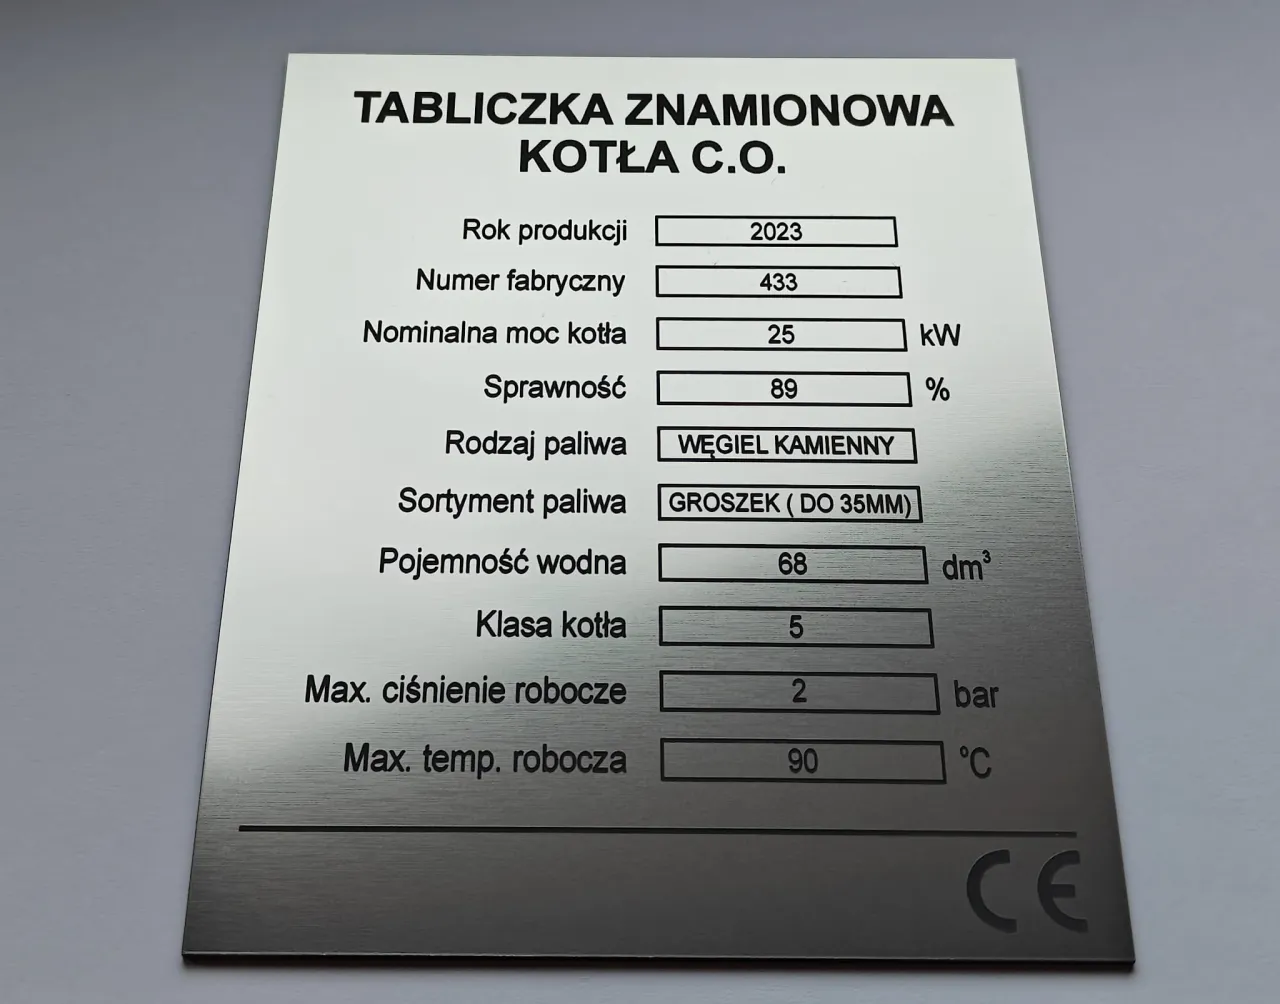 TABLICZKA ZNAMIONOWA
KOTŁA C.O.
Rok produkcji 2023
Numer fabryczny 433
Nominalna moc kotła 25 kW
Sprawność 89 %
Rodzaj paliwa WĘGIEL KAMIENNY
Sortyment paliwa GROSZEK ( DO 35MM)
Pojemność wodna 68 dm³
Klasa kotła 5
Max. ciśnienie robocze 2 bar
Max. temp. robocza 90 °C
CE